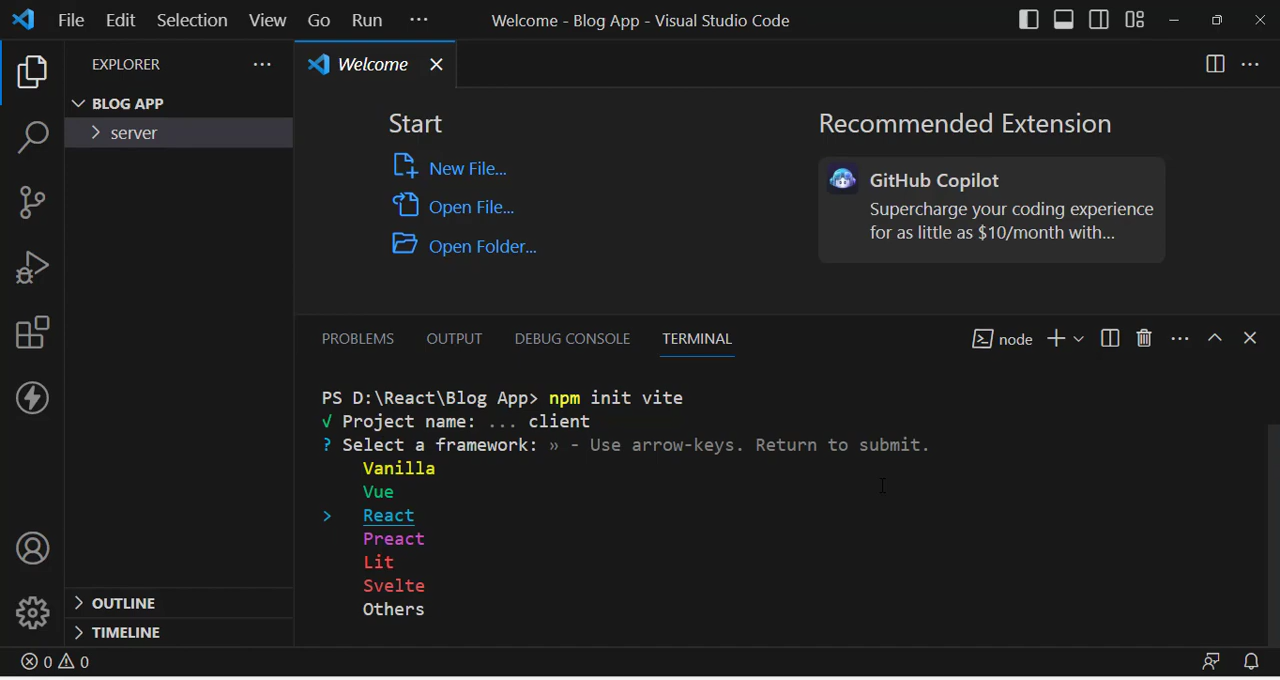 File Edit Selection View Go Run ... Welcome - Blog App - Visual Studio Code
EXPLORER ...
BLOG APP
server
OUTLINE
TIMELINE
Welcome
Start
New File...
Open File...
Open Folder...
Recommended Extension
GitHub Copilot
Supercharge your coding experience
for as little as $10/month with...
PROBLEMS OUTPUT DEBUG CONSOLE TERMINAL node
PS D:\React\Blog App> npm init vite
√ Project name: ... client
? Select a framework: » - Use arrow-keys. Return to submit.
Vanilla
Vue
> React
Preact
Lit
Svelte
Others
0 0